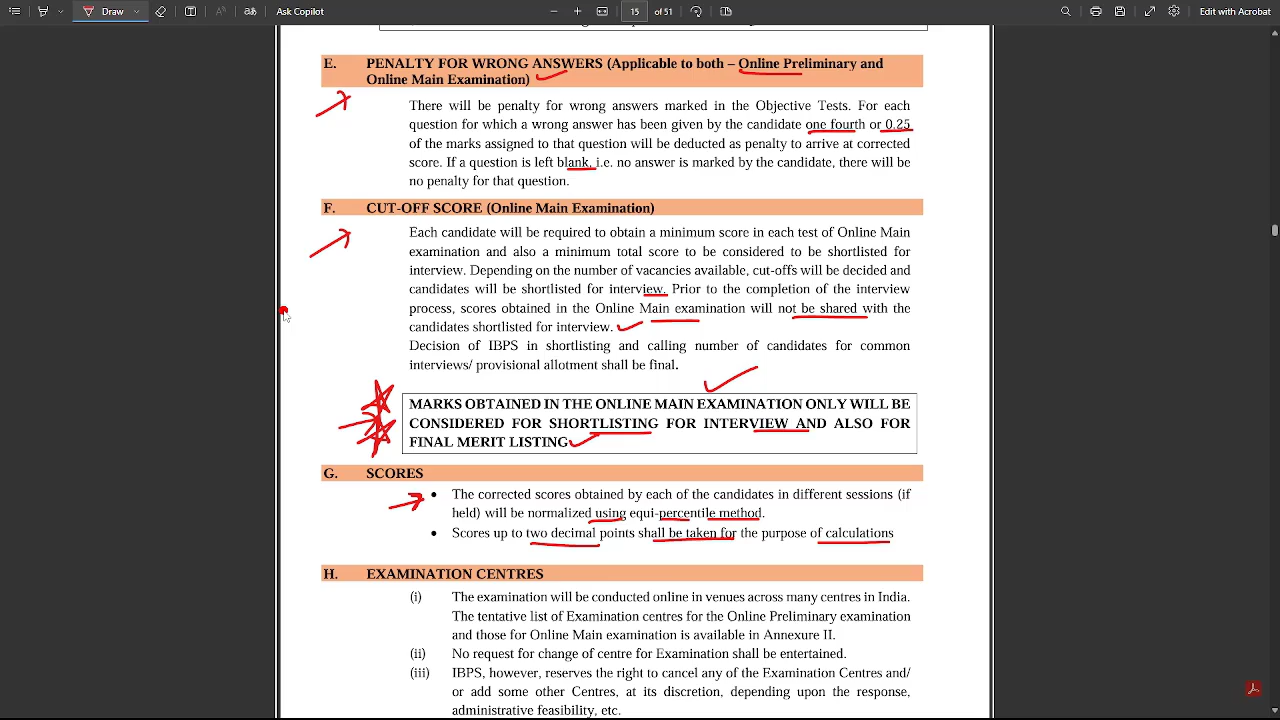 Draw
Ask Copilot
15 of 51
Edit with Acrobat
E. PENALTY FOR WRONG ANSWERS (Applicable to both – Online Preliminary and
Online Main Examination)
There will be penalty for wrong answers marked in the Objective Tests. For each
question for which a wrong answer has been given by the candidate one fourth or 0.25
of the marks assigned to that question will be deducted as penalty to arrive at corrected
score. If a question is left blank, i.e. no answer is marked by the candidate, there will be
no penalty for that question.
F. CUT-OFF SCORE (Online Main Examination)
Each candidate will be required to obtain a minimum score in each test of Online Main
examination and also a minimum total score to be considered to be shortlisted for
interview. Depending on the number of vacancies available, cut-offs will be decided and
candidates will be shortlisted for interview. Prior to the completion of the interview
process, scores obtained in the Online Main examination will not be shared with the
candidates shortlisted for interview.
Decision of IBPS in shortlisting and calling number of candidates for common
interviews/ provisional allotment shall be final.
MARKS OBTAINED IN THE ONLINE MAIN EXAMINATION ONLY WILL BE
CONSIDERED FOR SHORTLISTING FOR INTERVIEW AND ALSO FOR
FINAL MERIT LISTING
G. SCORES
• The corrected scores obtained by each of the candidates in different sessions (if
held) will be normalized using equi-percentile method.
• Scores up to two decimal points shall be taken for the purpose of calculations
H. EXAMINATION CENTRES
(i) The examination will be conducted online in venues across many centres in India.
The tentative list of Examination centres for the Online Preliminary examination
and those for Online Main examination is available in Annexure II.
(ii) No request for change of centre for Examination shall be entertained.
(iii) IBPS, however, reserves the right to cancel any of the Examination Centres and/
or add some other Centres, at its discretion, depending upon the response,
administrative feasibility, etc.